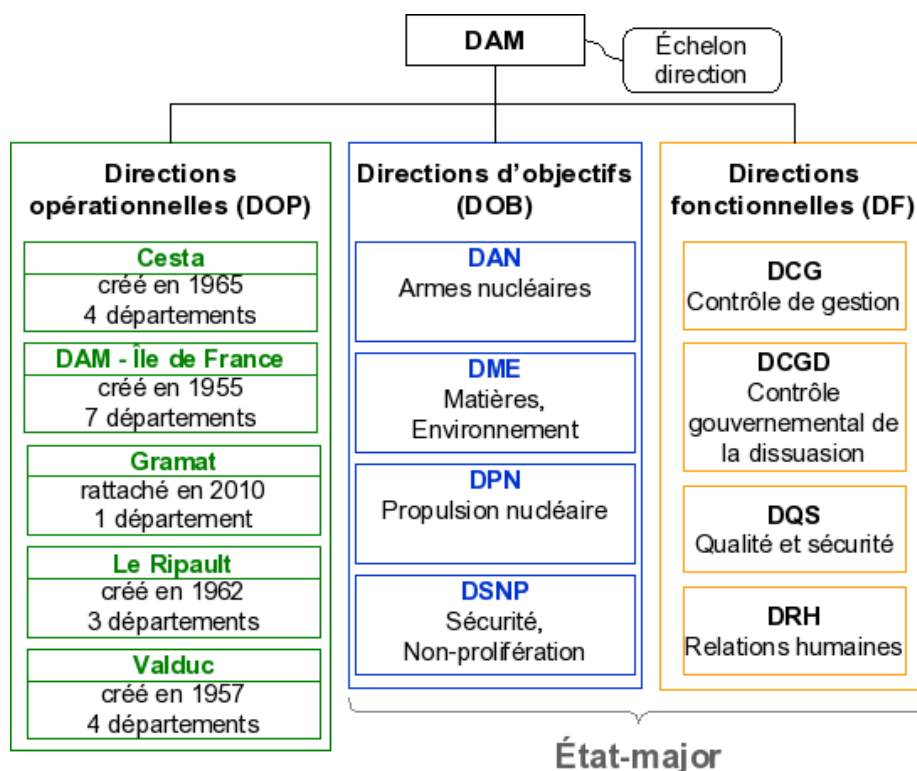 DAM
Échelon
direction
Directions
opérationnelles (DOP)
Cesta
créé en 1965
4 départements
DAM - Île de France
créé en 1955
7 départements
Gramat
rattaché en 2010
1 département
Le Ripault
créé en 1962
3 départements
Valduc
créé en 1957
4 départements
Directions d'objectifs
(DOB)
DAN
Armes nucléaires
DME
Matières,
Environnement
DPN
Propulsion nucléaire
DSNP
Sécurité,
Non-prolifération
Directions
fonctionnelles (DF)
DCG
Contrôle de gestion
DCGD
Contrôle
gouvernemental de
la dissuasion
DQS
Qualité et sécurité
DRH
Relations humaines
État-major